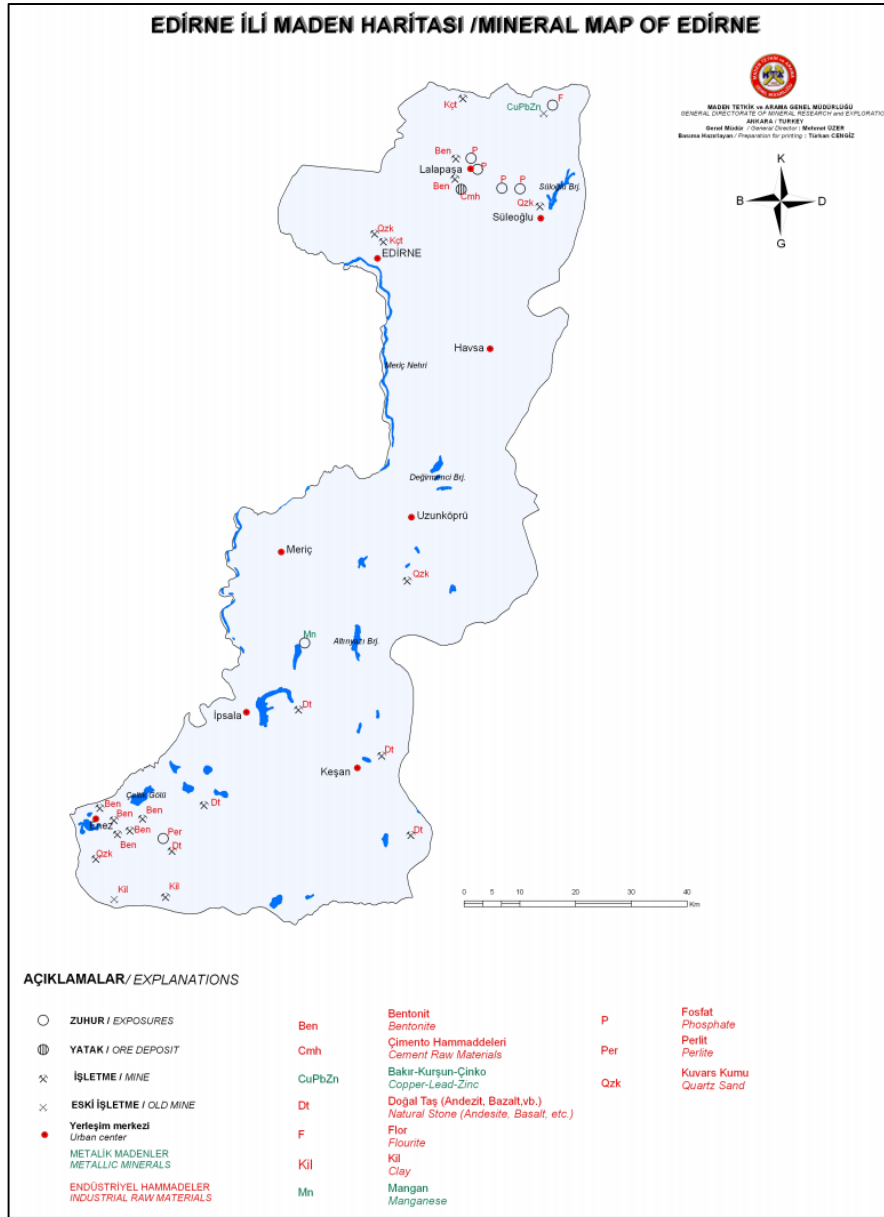 EDİRNE İLİ MADEN HARİTASI /MINERAL MAP OF EDİRNE
MADEN TETKİK ve ARAMA GENEL MÜDÜRLÜĞÜ
GENERAL DIRECTORATE OF MINERAL RESEARCH and EXPLORATION
ANKARA / TURKEY
Genel Müdür / General Director : Mehmet ÜZER
Basıma Hazırlayan / Preparation for printing : Türkan CENGİZ
K
B D
G
Kçt
CuPbZn
F
Ben
P
Lalapaşa
P
Ben
Cmh
P
P
Süloğlu Brj.
Qzk
Süleoğlu
Qzk
Kçt
EDİRNE
Havsa
Meriç Nehri
Değirmenci Brj.
Uzunköprü
Meriç
Qzk
Mn
Altınyazı Brj.
İpsala
Dt
Dt
Keşan
Çeltik Gölü
Ben
Dt
Ben
Ben
Enez
Ben
Per
Ben
Dt
Dt
Qzk
Kil
Kil
0 5 10 20 30 40
Km
AÇIKLAMALAR/ EXPLANATIONS
ZUHUR / EXPOSURES
YATAK / ORE DEPOSIT
İŞLETME / MINE
ESKİ İŞLETME / OLD MINE
Yerleşim merkezi
Urban center
METALİK MADENLER
METALLIC MINERALS
ENDÜSTRİYEL HAMMADELER
INDUSTRIAL RAW MATERIALS
Ben
Bentonit
Bentonite
Cmh
Çimento Hammaddeleri
Cement Raw Materials
CuPbZn
Bakır-Kurşun-Çinko
Copper-Lead-Zinc
Dt
Doğal Taş (Andezit, Bazalt,vb.)
Natural Stone (Andesite, Basalt, etc.)
F
Flor
Flourite
Kil
Kil
Clay
Mn
Mangan
Manganese
P
Fosfat
Phosphate
Per
Perlit
Perlite
Qzk
Kuvars Kumu
Quartz Sand